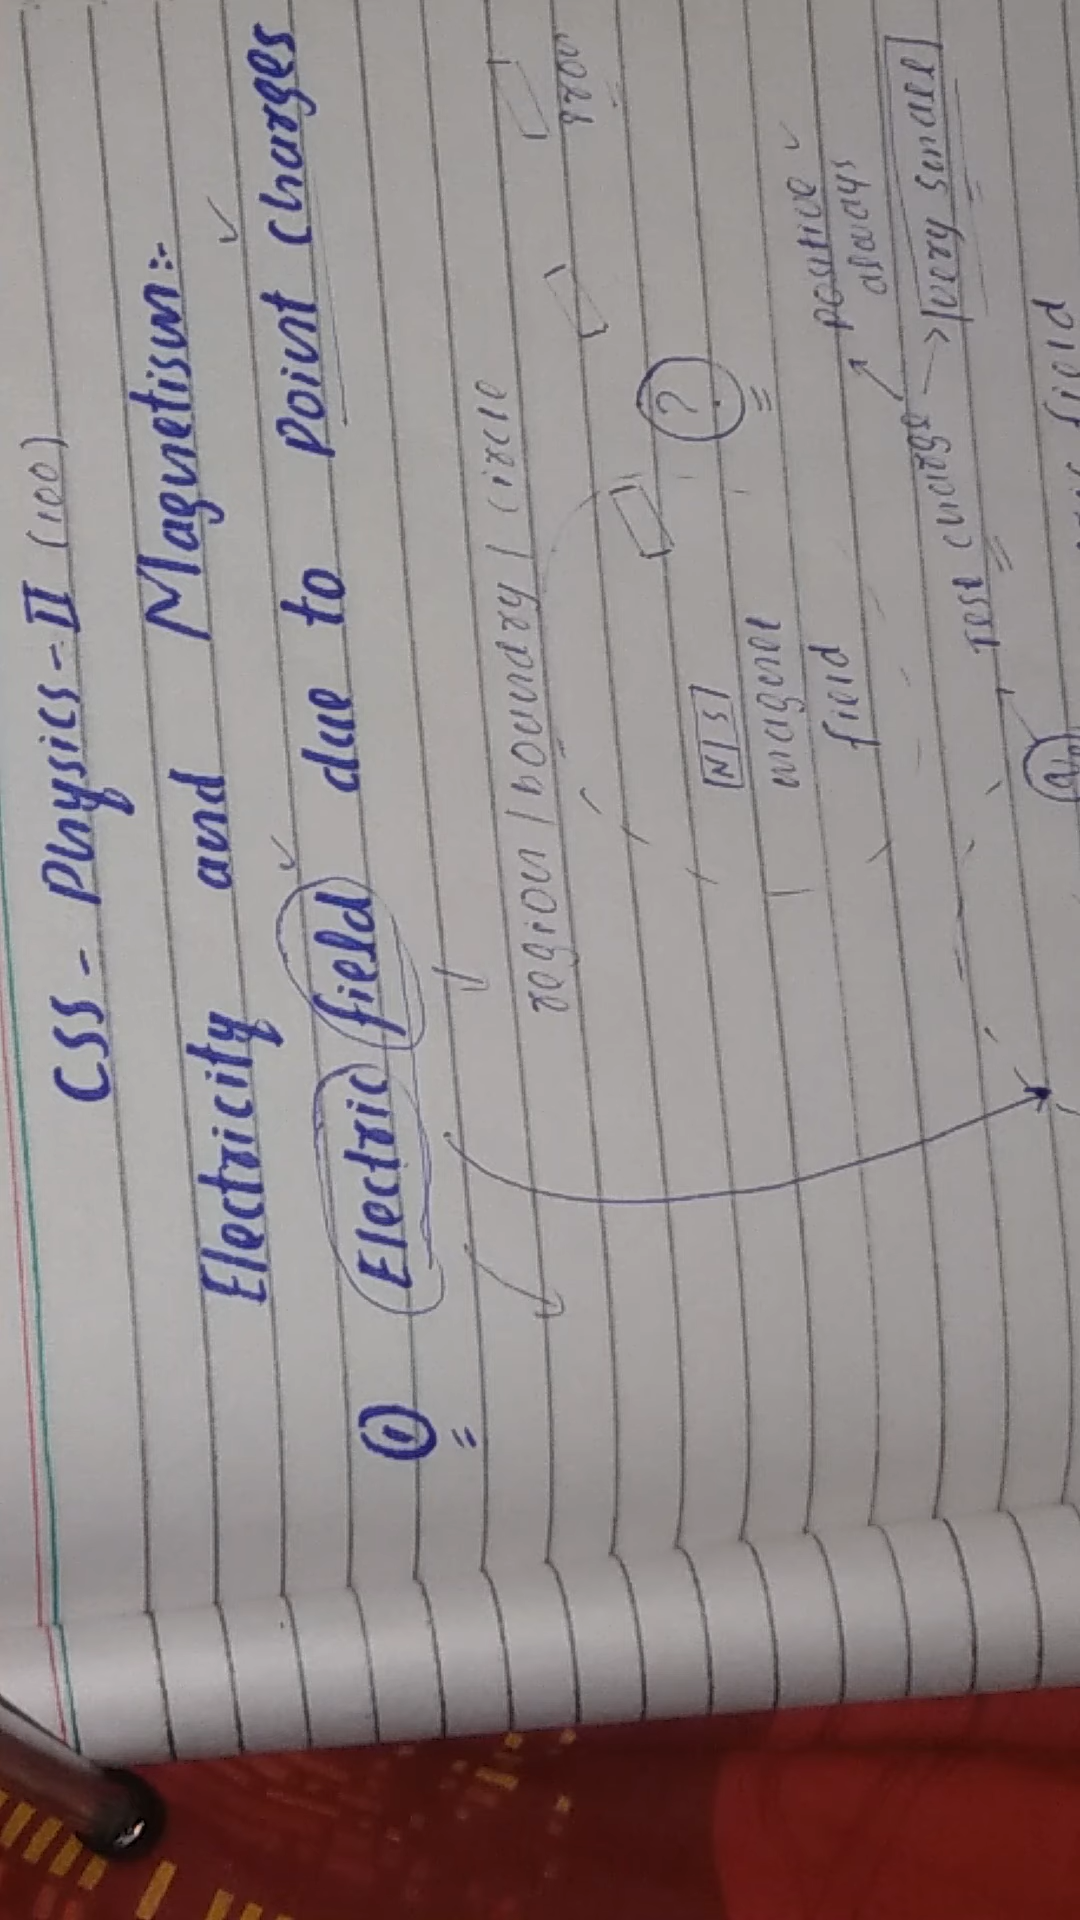 CSS - Physics - II (100)
Electricity and Magnetism:-
① Electric field due to Point Charges
region / boundry / circle
?
N S
magnet
field
positive
always
Test charge → very small
field